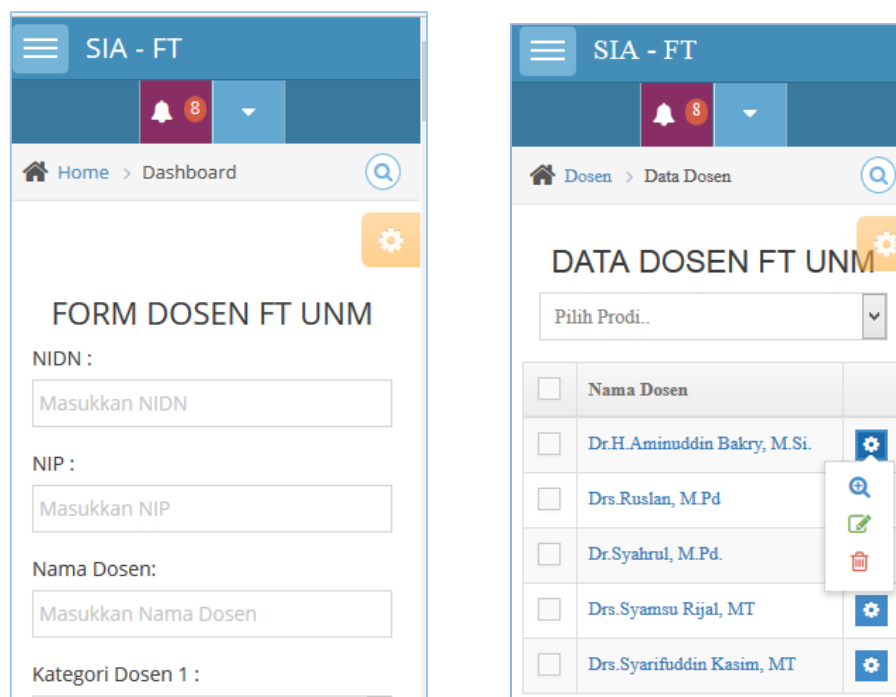 SIA - FT
8
Home > Dashboard
FORM DOSEN FT UNM
NIDN :
Masukkan NIDN
NIP :
Masukkan NIP
Nama Dosen:
Masukkan Nama Dosen
Kategori Dosen 1 :
SIA - FT
8
Dosen > Data Dosen
DATA DOSEN FT UNM
Pilih Prodi..
Nama Dosen
Dr.H.Aminuddin Bakry, M.Si.
Drs.Ruslan, M.Pd
Dr.Syahrul, M.Pd.
Drs.Syamsu Rijal, MT
Drs.Syarifuddin Kasim, MT